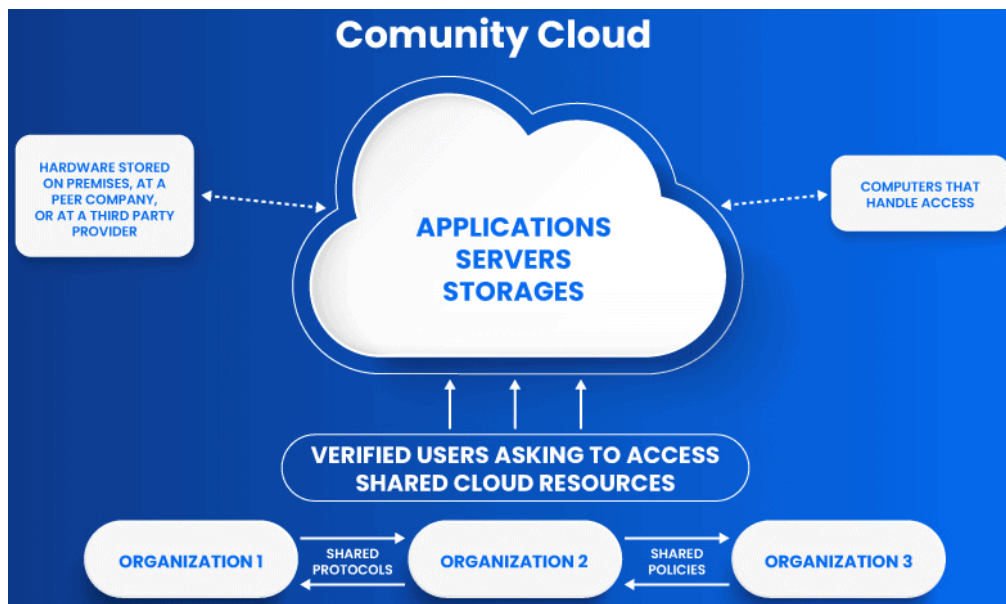 Comunity Cloud
HARDWARE STORED
ON PREMISES, AT A
PEER COMPANY,
OR AT A THIRD PARTY
PROVIDER
COMPUTERS THAT
HANDLE ACCESS
APPLICATIONS
SERVERS
STORAGES
VERIFIED USERS ASKING TO ACCESS
SHARED CLOUD RESOURCES
ORGANIZATION 1
SHARED
PROTOCOLS
ORGANIZATION 2
SHARED
POLICIES
ORGANIZATION 3